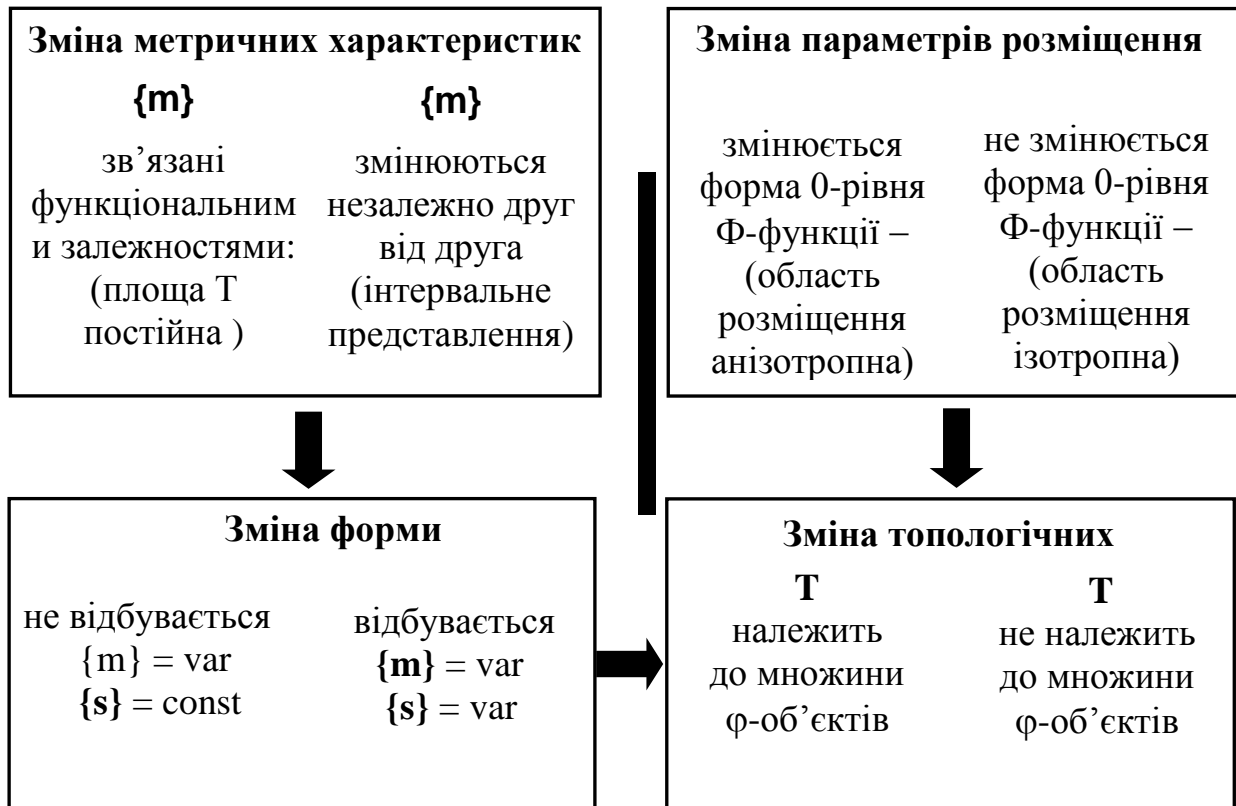 Зміна метричних характеристик
{m}
зв’язані
функціональним
и залежностями:
(площа Т
постійна )
{m}
змінюються
незалежно друг
від друга
(інтервальне
представлення)
Зміна параметрів розміщення
змінюється
форма 0-рівня
Ф-функції –
(область
розміщення
анізотропна)
не змінюється
форма 0-рівня
Ф-функції –
(область
розміщення
ізотропна)
Зміна форми
не відбувається
{m} = var
{s} = const
відбувається
{m} = var
{s} = var
Зміна топологічних
Т
належить
до множини
φ-об’єктів
Т
не належить
до множини
φ-об’єктів